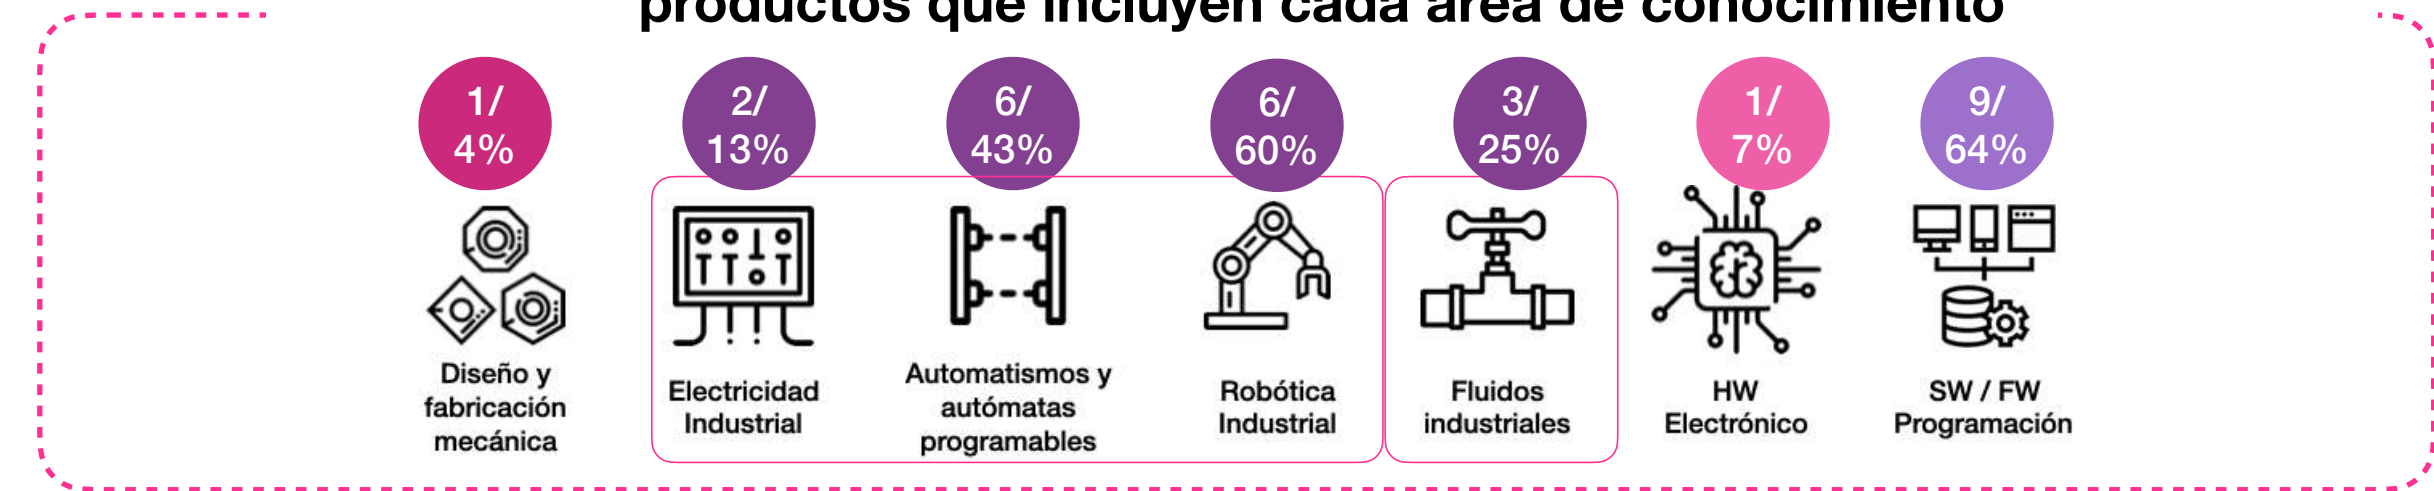 productos que incluyen cada área de conocimiento
1/
4%
2/
13%
6/
43%
6/
60%
3/
25%
1/
7%
9/
64%
Diseño y
fabricación
mecánica
Electricidad
Industrial
Automatismos y
autómatas
programables
Robótica
Industrial
Fluidos
industriales
HW
Electrónico
SW / FW
Programación